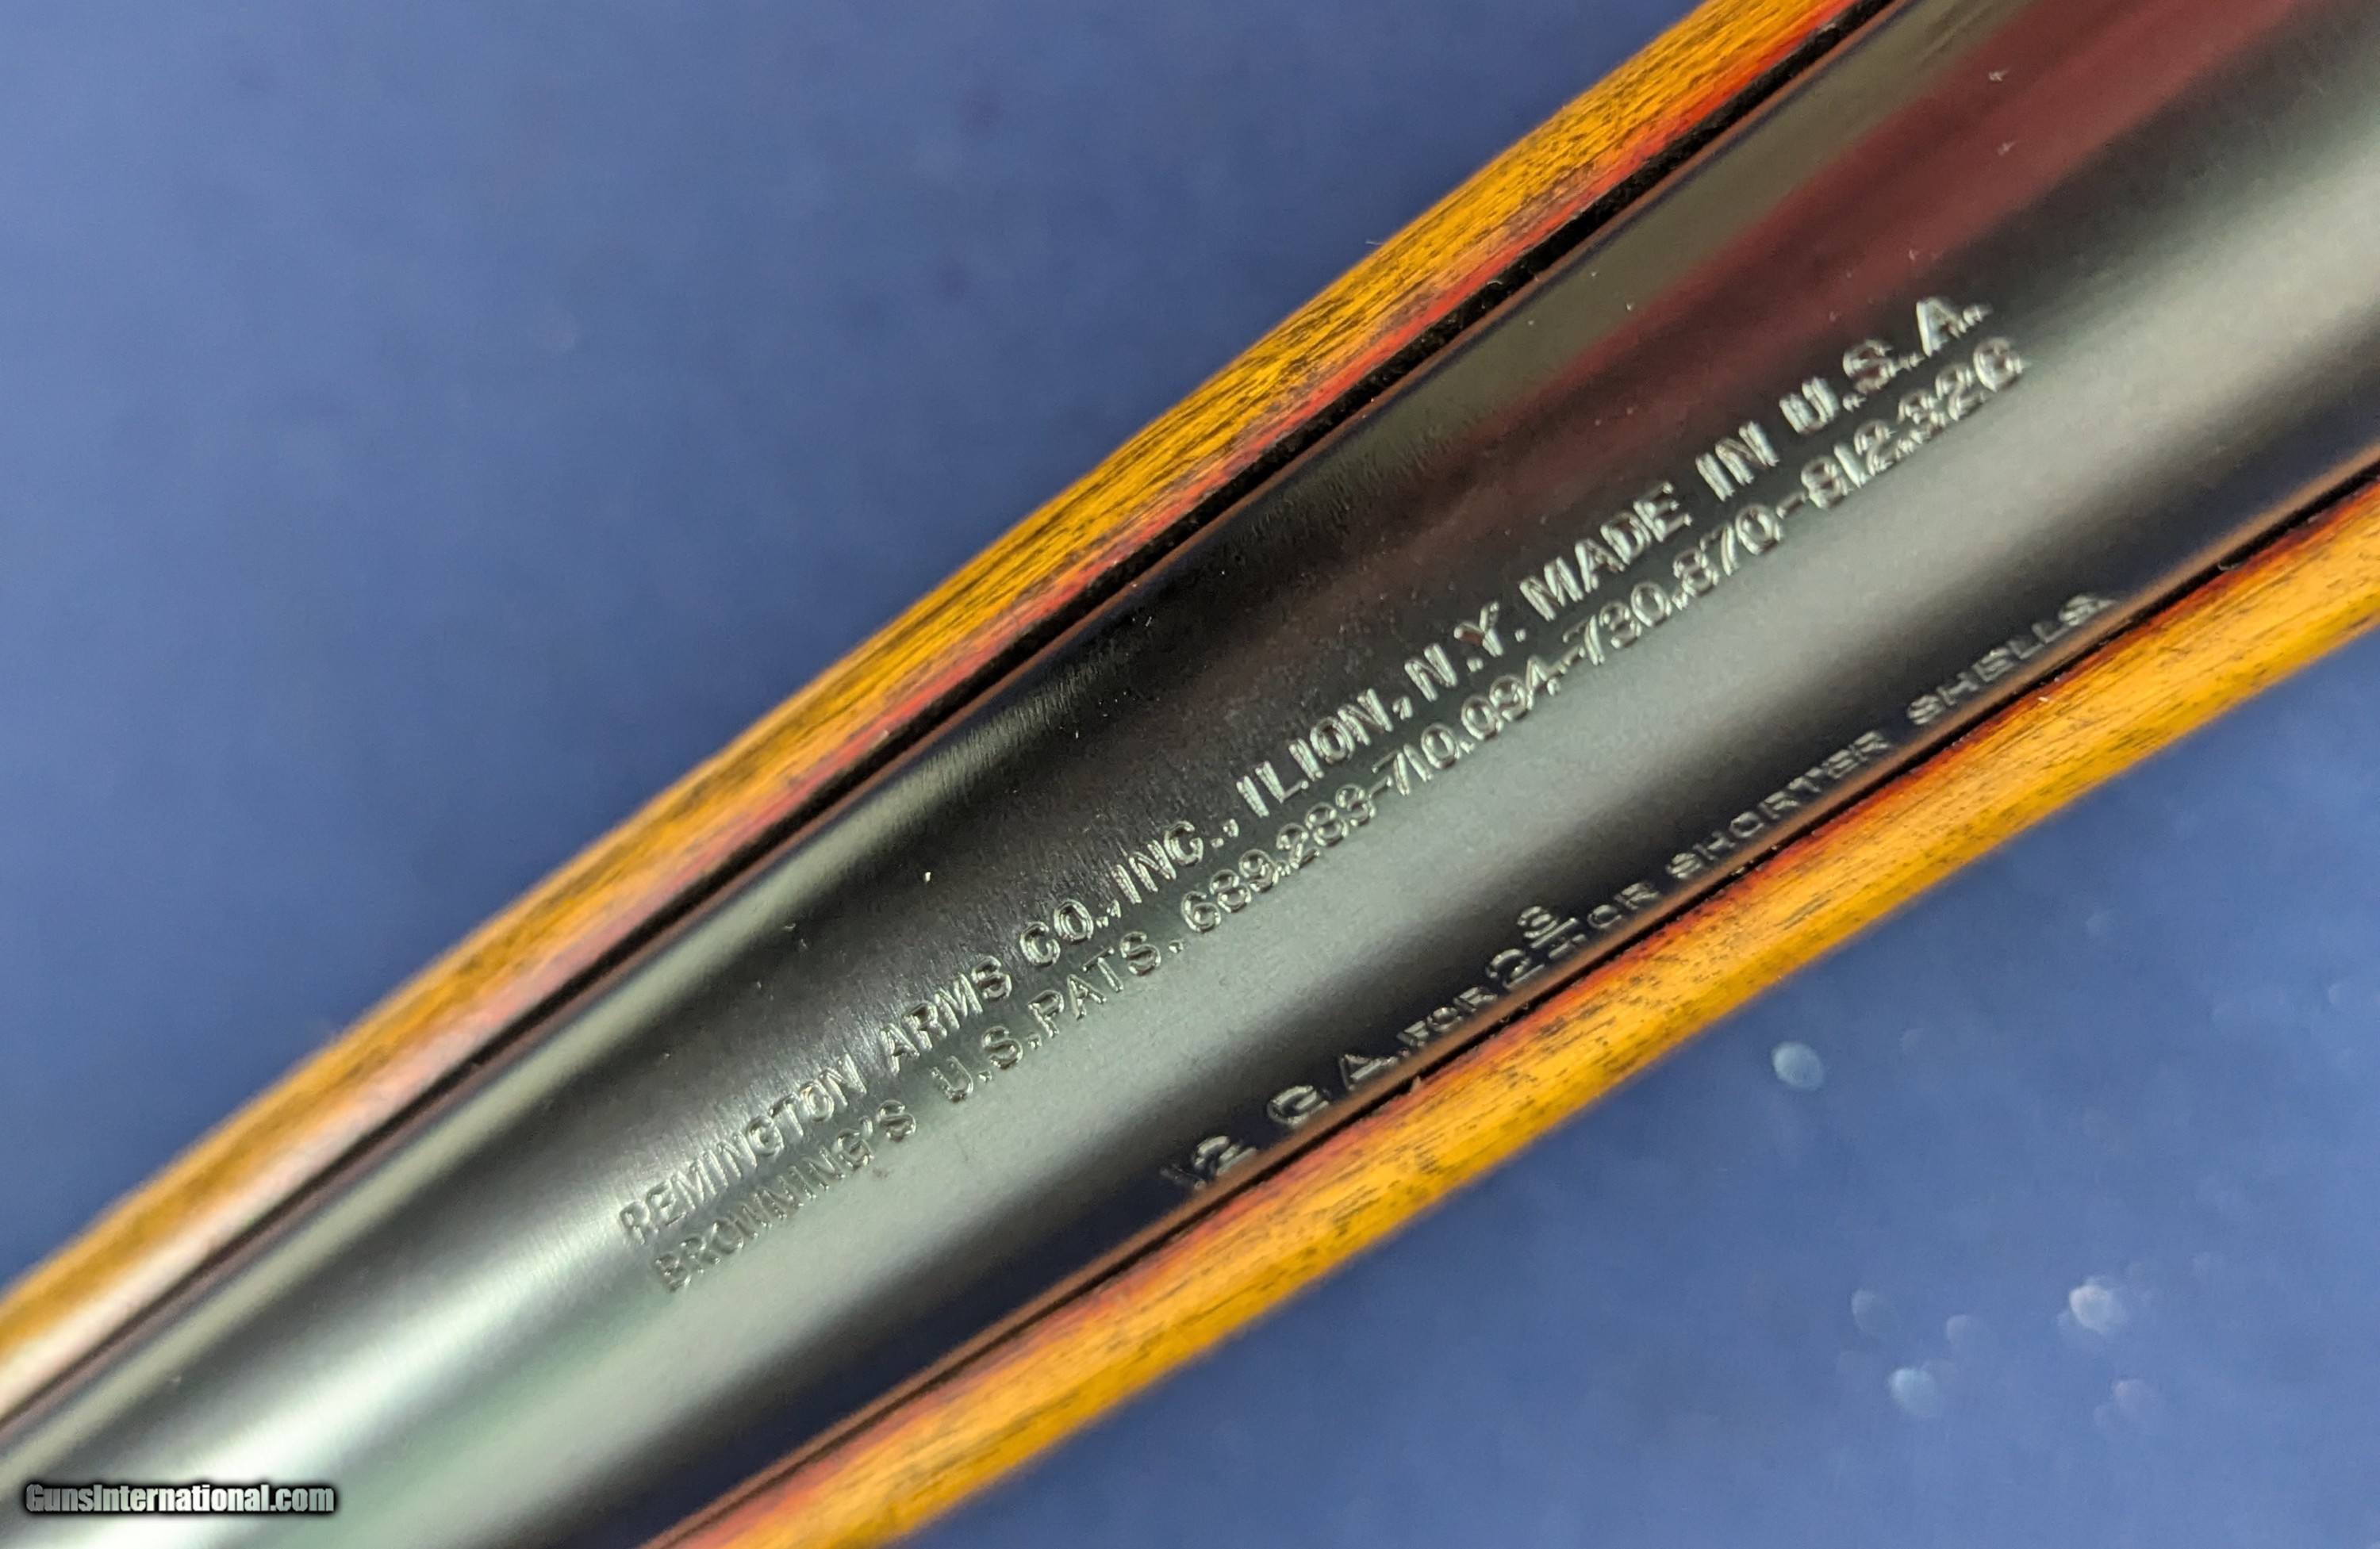 REMINGTON ARMS CO., INC., ILION, N.Y. MADE IN U.S.A.
BROWNING'S U.S. PATS. 689,283-710,094-730,870-812,326
12 GA. FOR 2 3/4 OR SHORTER SHELLS
GunsInternational.com